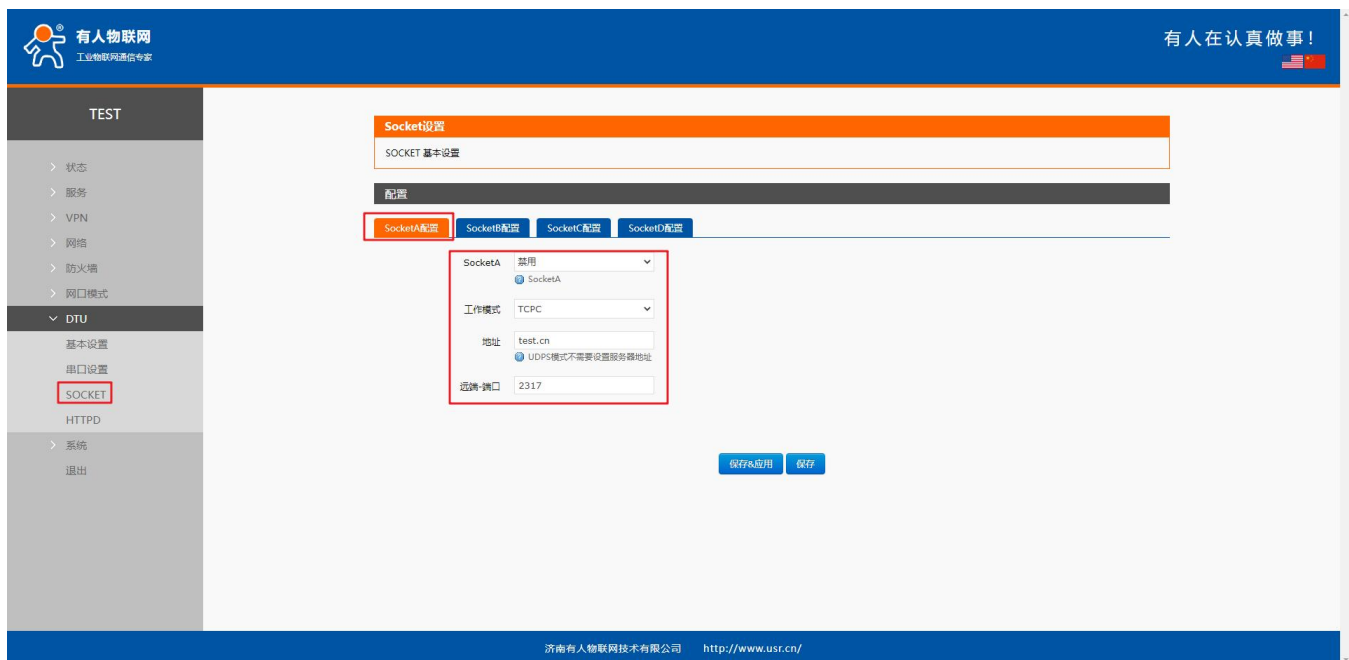 有人物联网
工业物联网通信专家
有人在认真做事！
TEST
状态
服务
VPN
网络
防火墙
网口模式
DTU
基本设置
串口设置
SOCKET
HTTPD
系统
退出
Socket设置
SOCKET 基本设置
配置
SocketA配置 SocketB配置 SocketC配置 SocketD配置
SocketA 禁用
SocketA
工作模式 TCPC
地址 test.cn
UDPS模式不需要设置服务器地址
远端-端口 2317
保存&应用 保存
济南有人物联网技术有限公司 http://www.usr.cn/